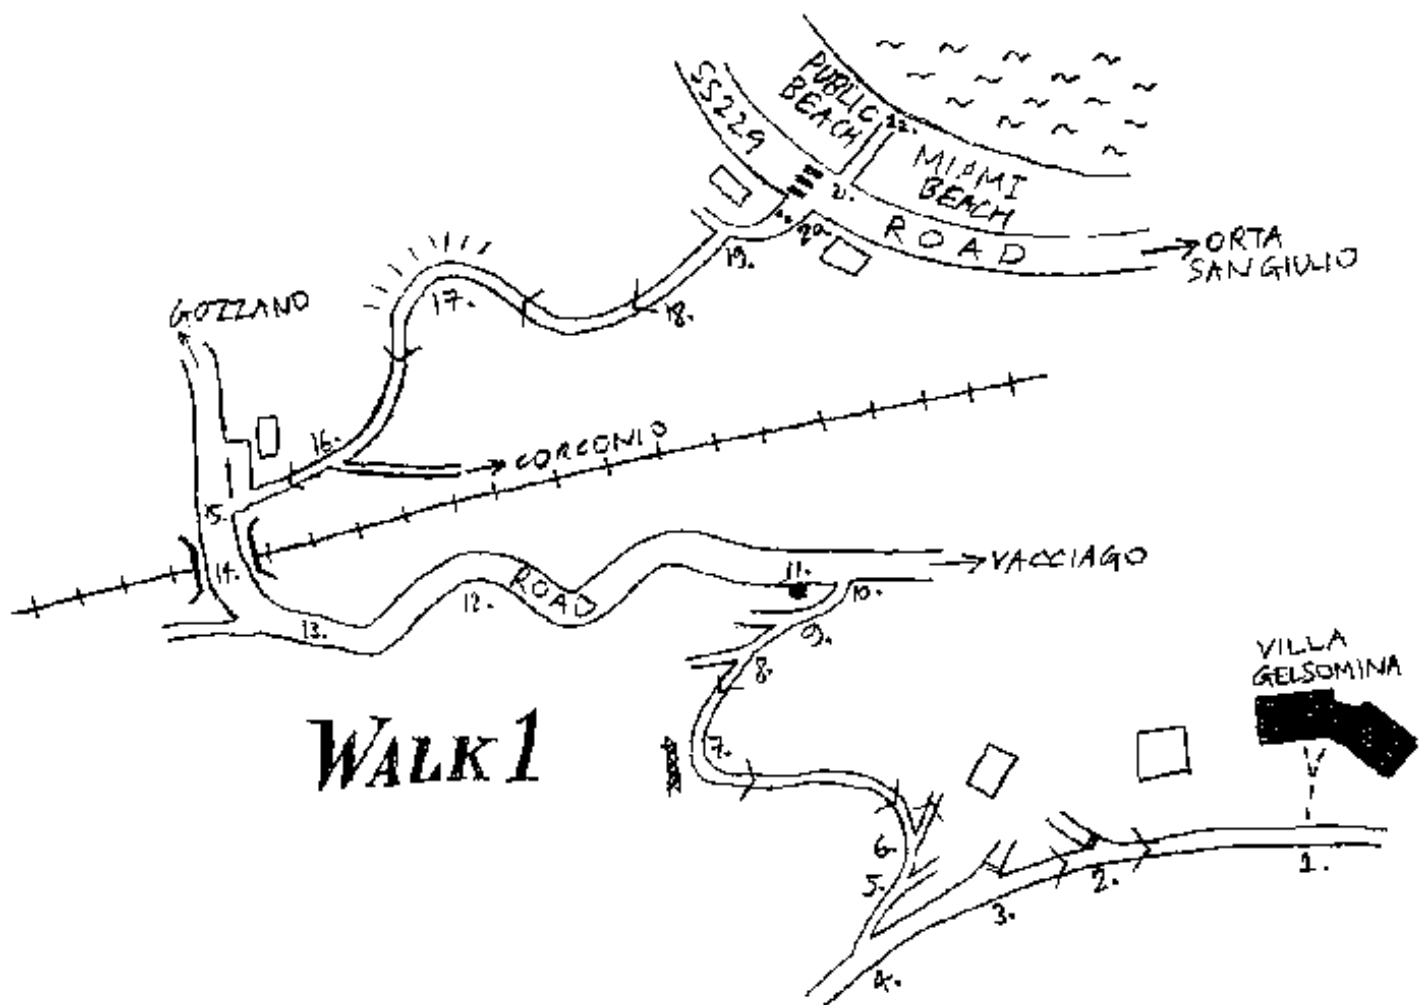 PUBLIC
BEACH
SS229
22.
MIAMI
BEACH
21.
ROAD
20.
19.
ORTA
SAN GIULIO
18.
17.
GOZZANO
16.
CORCONIO
15.
14.
VACCIAGO
ROAD
13.
12.
11.
10.
9.
8.
7.
VILLA
GELSOMINA
WALK 1
6.
5.
4.
3.
2.
1.